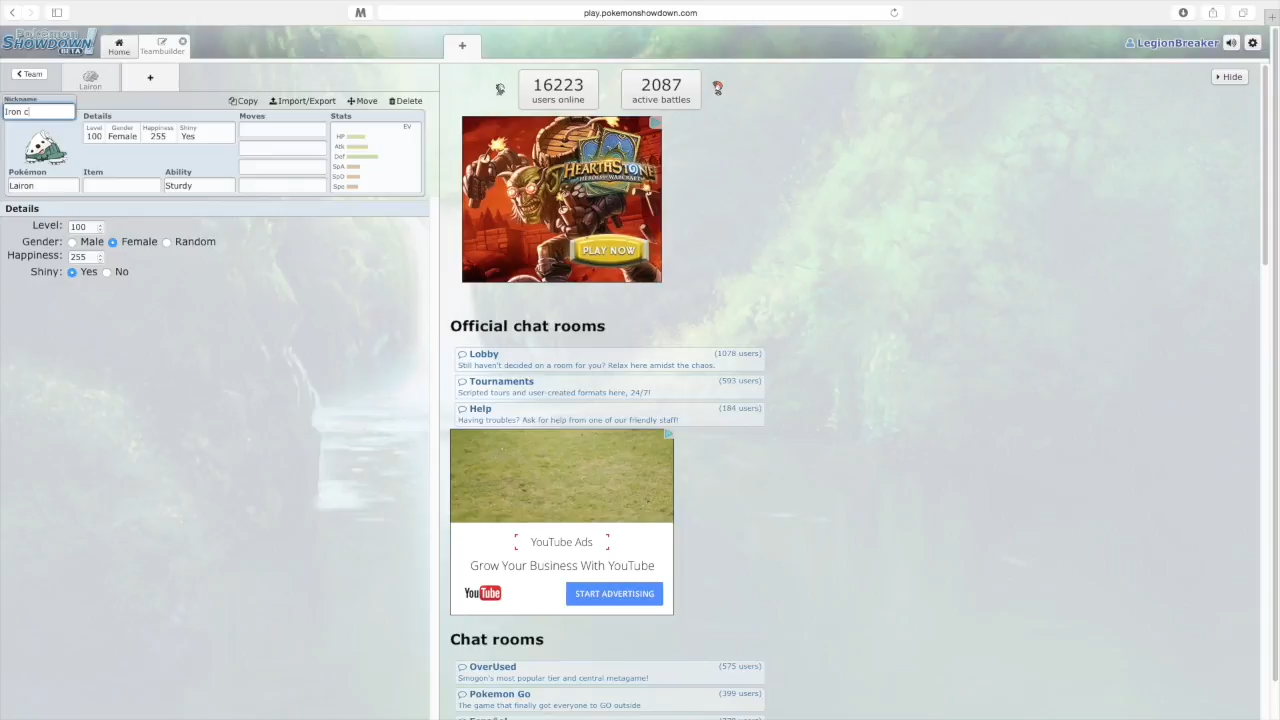 play.pokemonshowdown.com
Pokémon
SHOWDOWN!
BETA
Home
Teambuilder
+
LegionBreaker
Team
Lairon
+
16223
users online
2087
active battles
Hide
Nickname
Iron c
Copy
Import/Export
Move
Delete
Details
Level
Gender
Happiness
Shiny
100
Female
255
Yes
Moves
Stats
EV
HP
Atk
Def
SpA
SpD
Spe
Pokémon
Lairon
Item
Ability
Sturdy
Details
Level: 100
Gender: Male Female Random
Happiness: 255
Shiny: Yes No
HEARTHSTONE
HEROES OF WARCRAFT
PLAY NOW
Official chat rooms
Lobby (1078 users)
Still haven't decided on a room for you? Relax here amidst the chaos.
Tournaments (593 users)
Scripted tours and user-created formats here, 24/7!
Help (184 users)
Having troubles? Ask for help from one of our friendly staff!
YouTube Ads
Grow Your Business With YouTube
YouTube
START ADVERTISING
Chat rooms
OverUsed (575 users)
Smogon's most popular tier and central metagame!
Pokemon Go (399 users)
The game that finally got everyone to GO outside